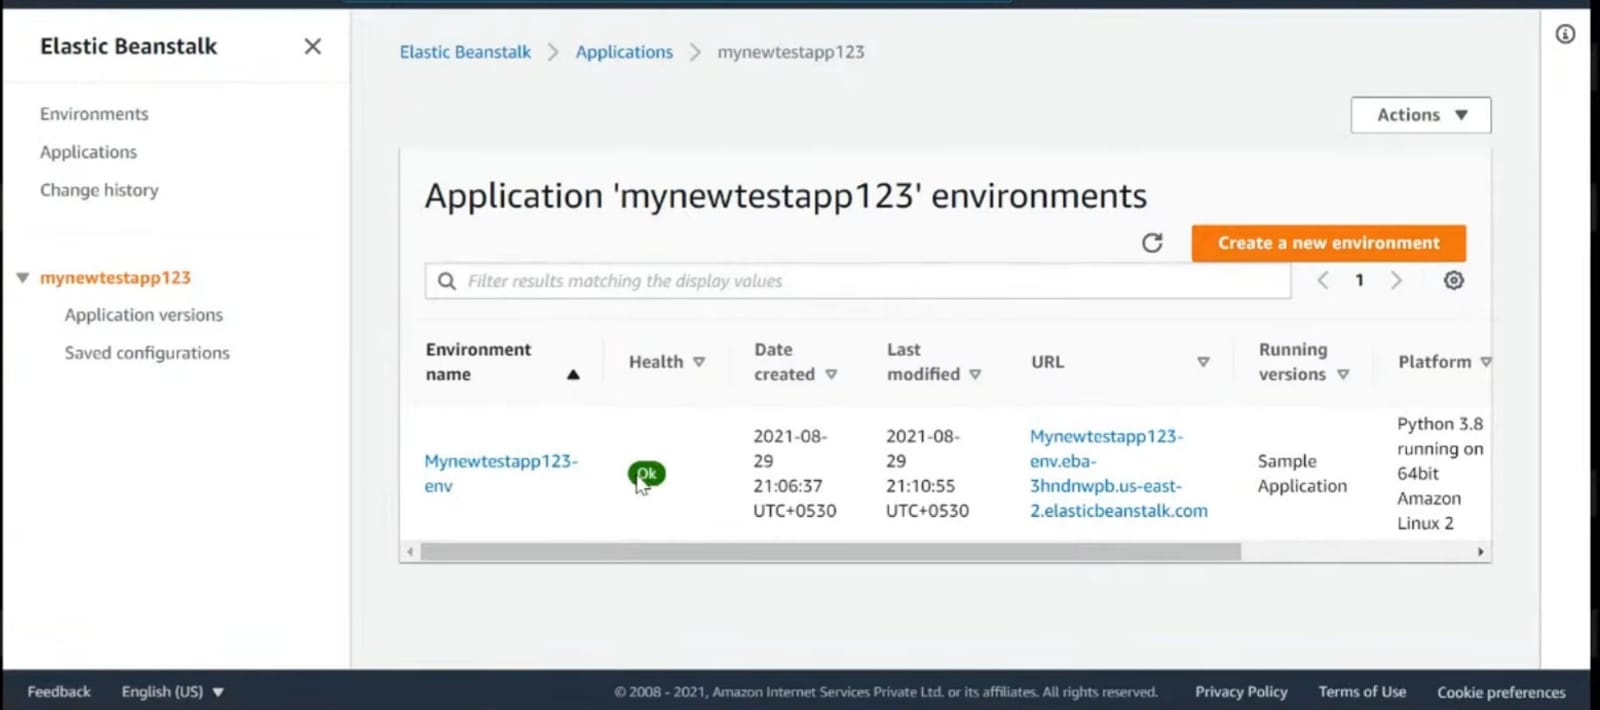 Elastic Beanstalk
Elastic Beanstalk
Applications
mynewtestapp123
Environments
Applications
Change history
Actions
Application 'mynewtestapp123' environments
Create a new environment
mynewtestapp123
Filter results matching the display values
1
Application versions
Saved configurations
Environment
name
Health
Date
created
Last
modified
URL
Running
versions
Platform
Mynewtestapp123-
env
Ok
2021-08-
29
21:06:37
UTC+0530
2021-08-
29
21:10:55
UTC+0530
Mynewtestapp123-
env.eba-
3hndnwpb.us-east-
2.elasticbeanstalk.com
Sample
Application
Python 3.8
running on
64bit
Amazon
Linux 2
Feedback
English (US)
© 2008 - 2021, Amazon Internet Services Private Ltd. or its affiliates. All rights reserved.
Privacy Policy
Terms of Use
Cookie preferences